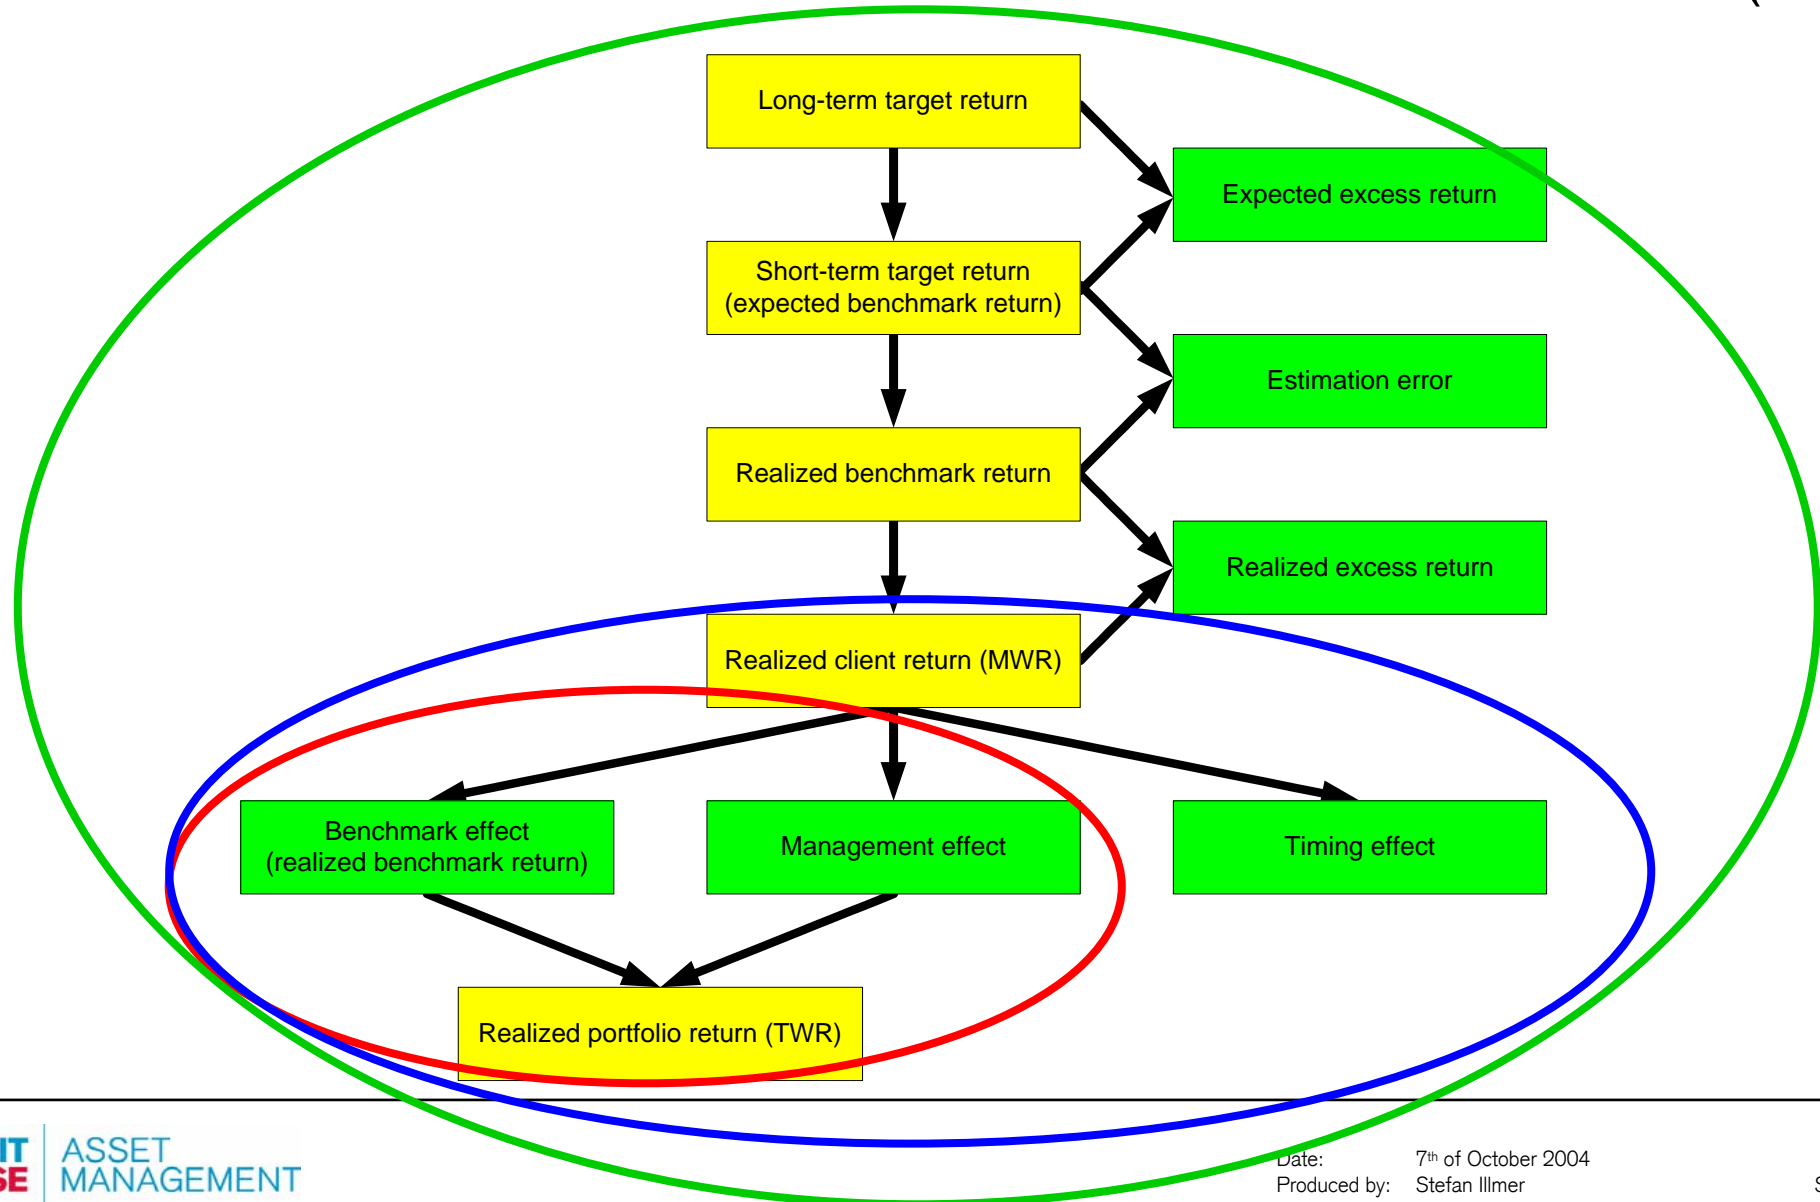 (
Long-term target return
Expected excess return
Short-term target return
(expected benchmark return)
Estimation error
Realized benchmark return
Realized excess return
Realized client return (MWR)
Benchmark effect
(realized benchmark return)
Management effect
Timing effect
Realized portfolio return (TWR)
IT
SE
ASSET
MANAGEMENT
Date: 7th of October 2004
Produced by: Stefan Illmer
S